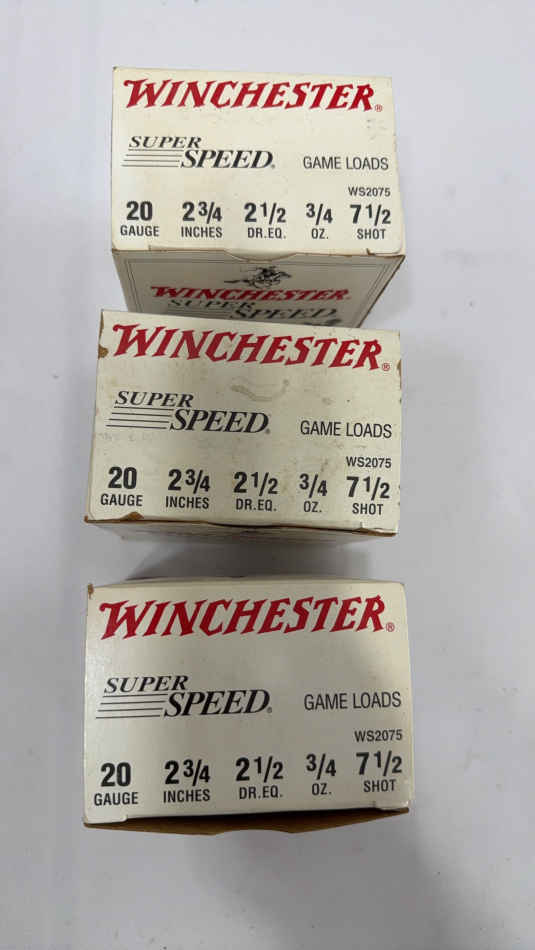 WINCHESTER®
SUPER
SPEED®
GAME LOADS
WS2075
20 2 3/4 2 1/2 3/4 7 1/2
GAUGE INCHES DR.EQ. OZ. SHOT
WINCHESTER
SUPER
SPEED
WINCHESTER®
SUPER
SPEED®
GAME LOADS
WS2075
20 2 3/4 2 1/2 3/4 7 1/2
GAUGE INCHES DR.EQ. OZ. SHOT
WINCHESTER®
SUPER
SPEED®
GAME LOADS
WS2075
20 2 3/4 2 1/2 3/4 7 1/2
GAUGE INCHES DR.EQ. OZ. SHOT